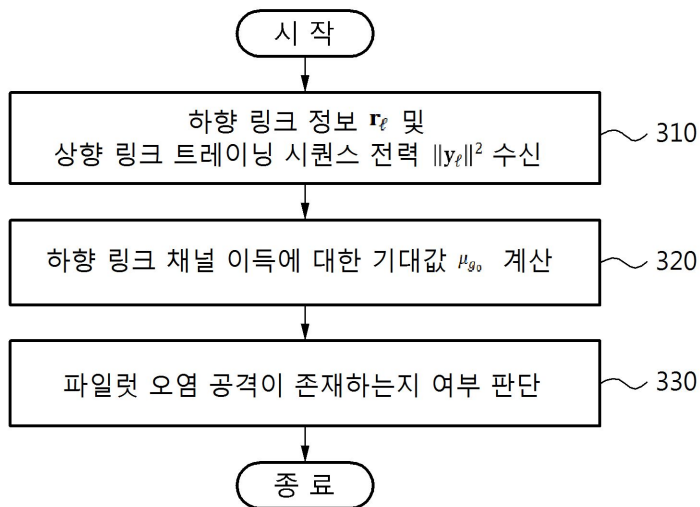 시 작
하향 링크 정보 r_ℓ 및
상향 링크 트레이닝 시퀀스 전력 ||y_ℓ||² 수신
310
하향 링크 채널 이득에 대한 기대값 μ_{g₀} 계산
320
파일럿 오염 공격이 존재하는지 여부 판단
330
종 료